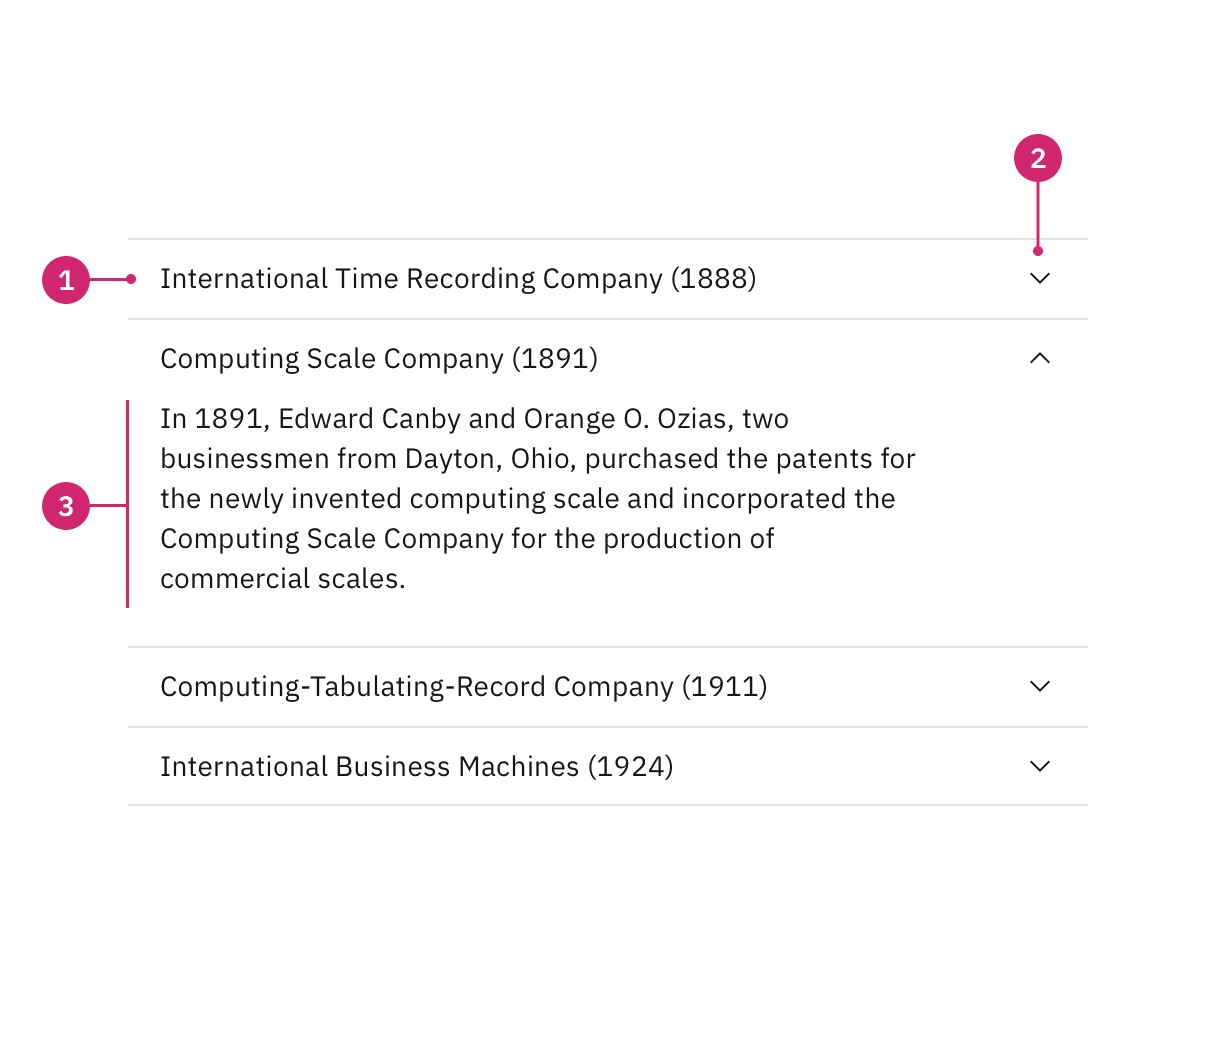 2
1
International Time Recording Company (1888)
Computing Scale Company (1891)
In 1891, Edward Canby and Orange O. Ozias, two
businessmen from Dayton, Ohio, purchased the patents for
3
the newly invented computing scale and incorporated the
Computing Scale Company for the production of
commercial scales.
Computing-Tabulating-Record Company (1911)
International Business Machines (1924)